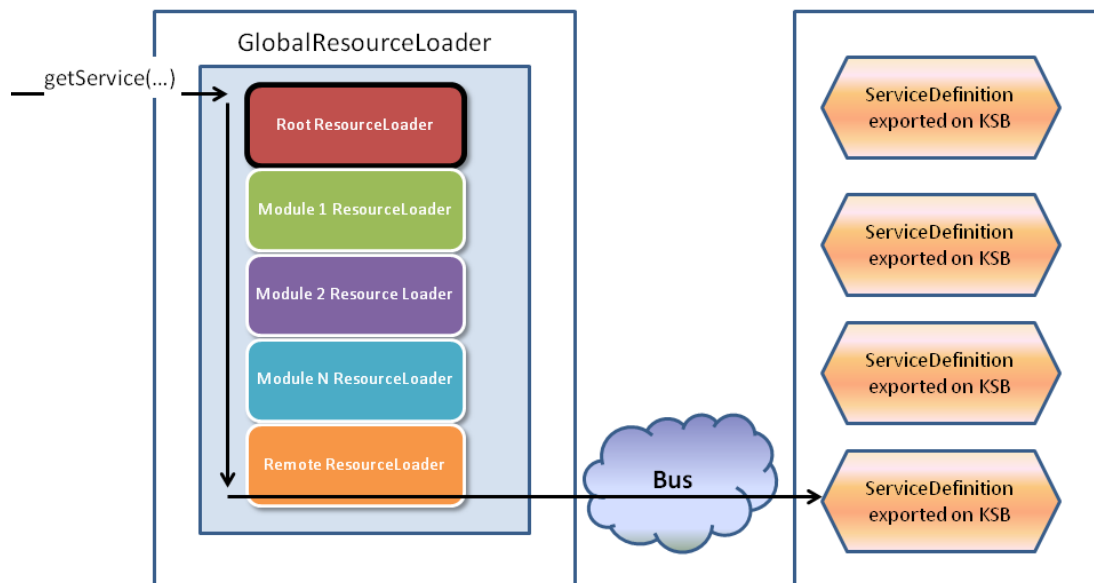 GlobalResourceLoader
getService(...)
Root ResourceLoader
Module 1 ResourceLoader
Module 2 Resource Loader
Module N ResourceLoader
Remote ResourceLoader
Bus
ServiceDefinition
exported on KSB
ServiceDefinition
exported on KSB
ServiceDefinition
exported on KSB
ServiceDefinition
exported on KSB